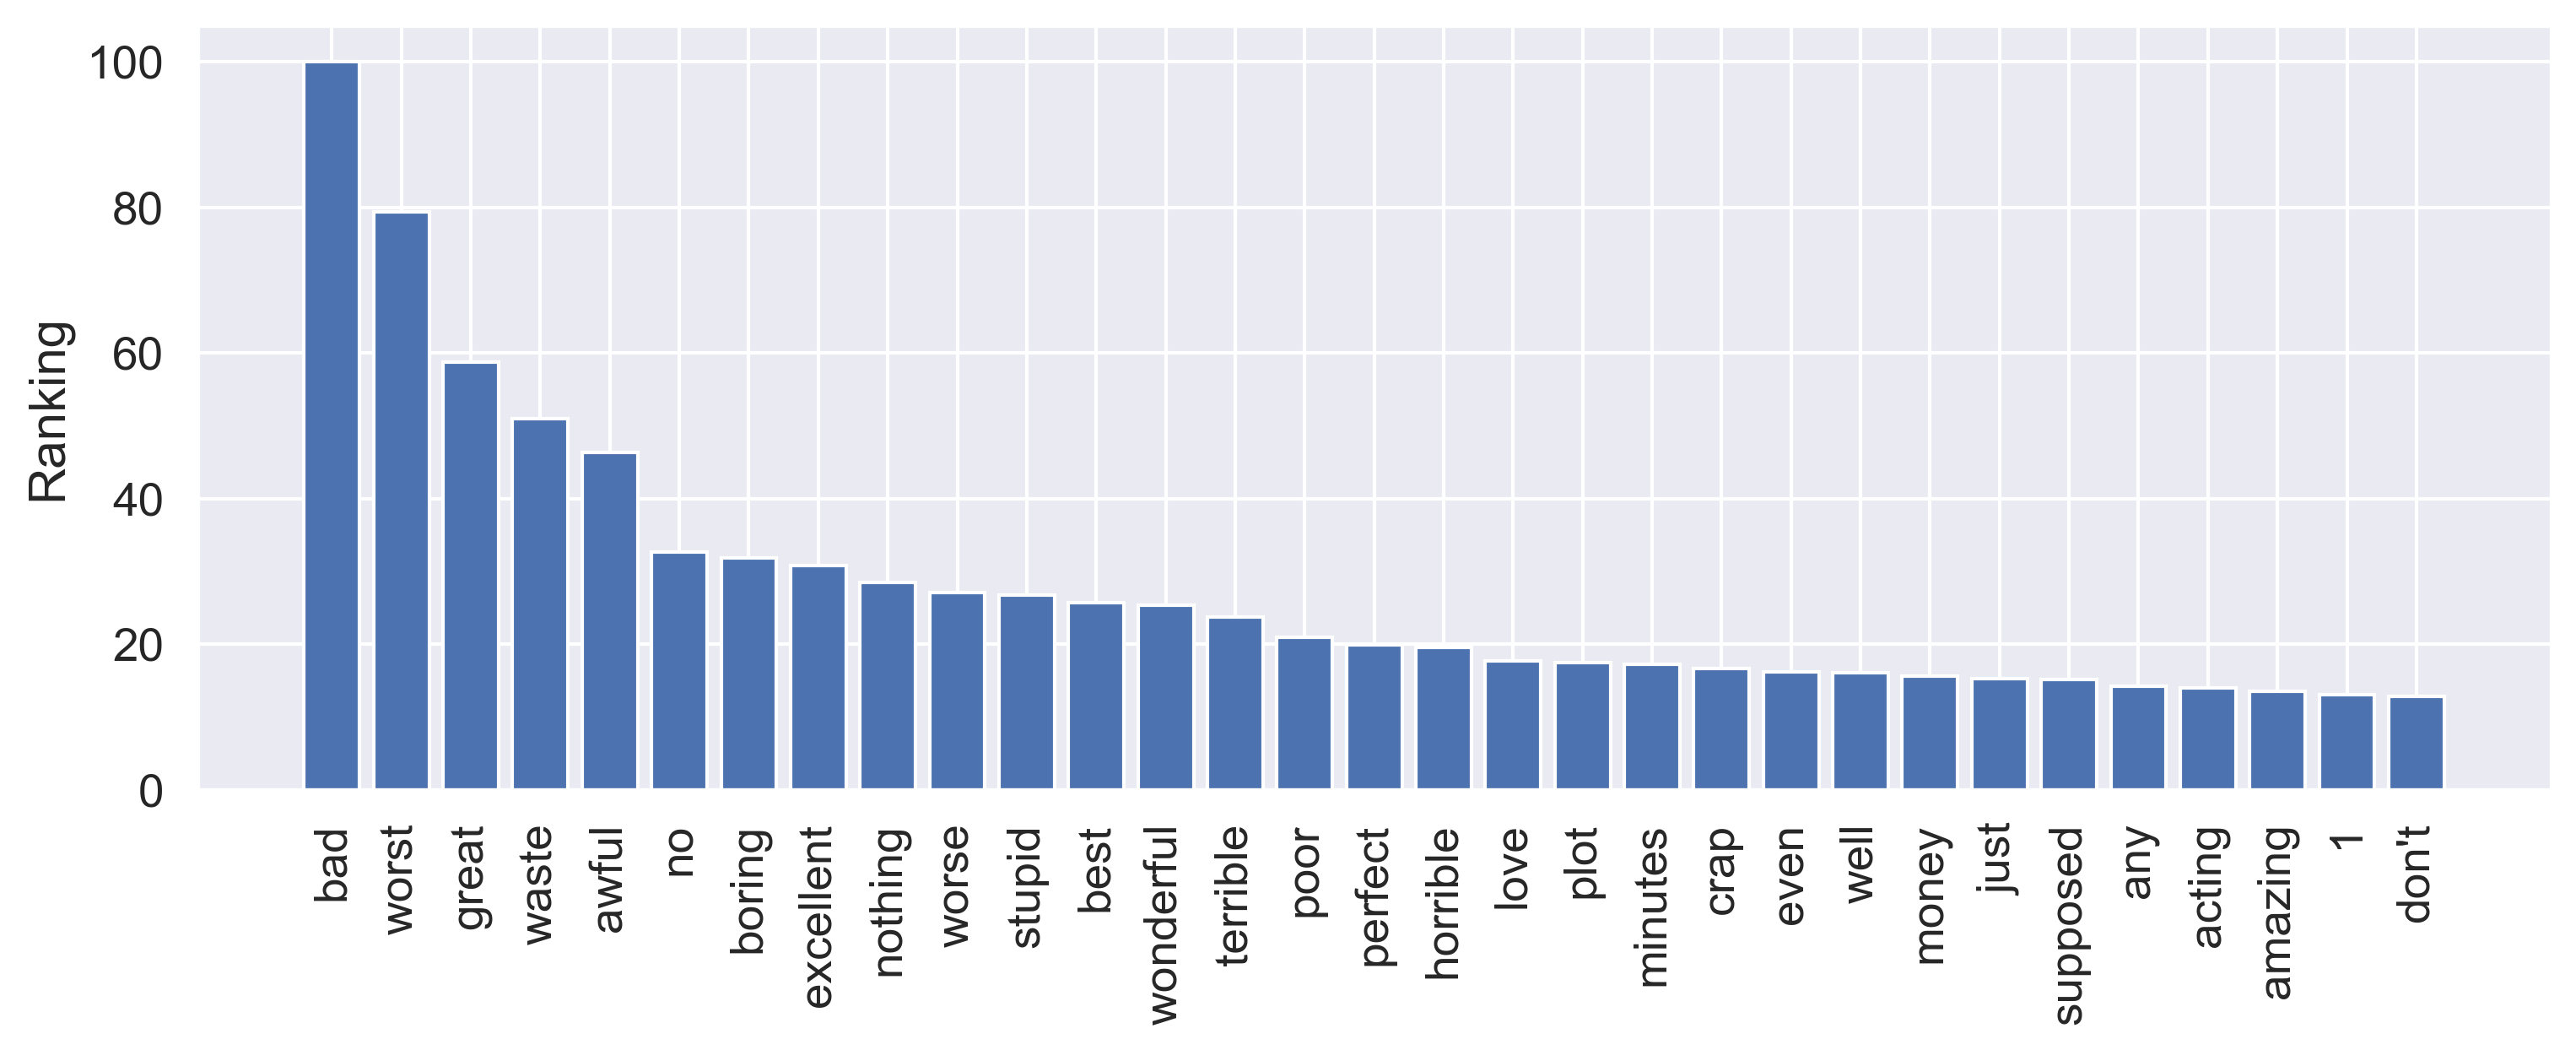 Ranking
100
80
60
40
20
0
bad
worst
great
waste
awful
no
boring
excellent
nothing
worse
stupid
best
wonderful
terrible
poor
perfect
horrible
love
plot
minutes
crap
even
well
money
just
supposed
any
acting
amazing
1
don't